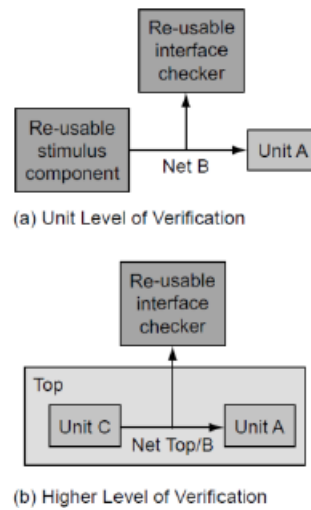 Re-usable
interface
checker
Re-usable
stimulus
component
Net B
Unit A
(a) Unit Level of Verification
Re-usable
interface
checker
Top
Unit C
Net Top/B
Unit A
(b) Higher Level of Verification